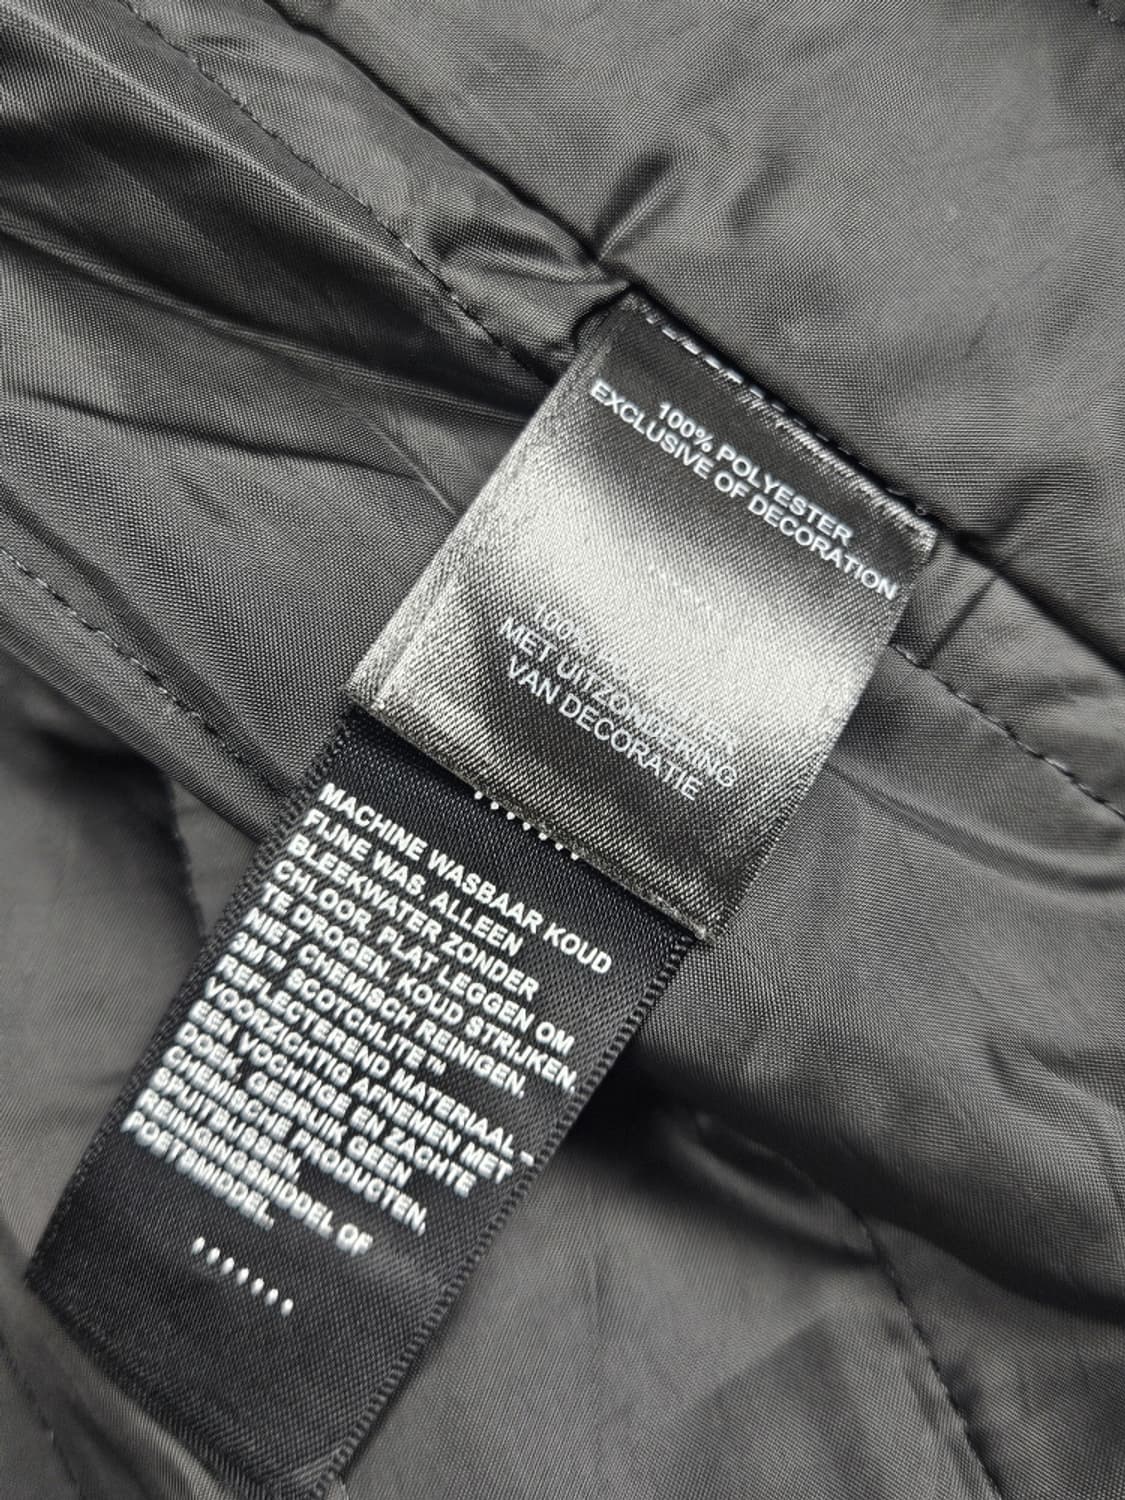 100% POLYESTER
EXCLUSIVE OF DECORATION
MET UITZONDERING
VAN DECORATIE
MACHINE WASBAAR KOUD
FIJNE WAS. ALLEEN
BLEEKWATER ZONDER
CHLOOR, PLAT LEGGEN OM
TE DROGEN. KOUD STRIJKEN,
NIET CHEMISCH REINIGEN,
3M™ SCOTCHLITE™
REFLECTEREND MATERIAAL -
VOORZICHTIG AFNEMEN MET
EEN VOCHTIGE EN ZACHTE
DOEK, GEBRUIK GEEN
CHEMISCHE PRODUCTEN,
SPUITBUSSEN,
REINIGINGSMIDDEL OF
POETSMIDDEL.